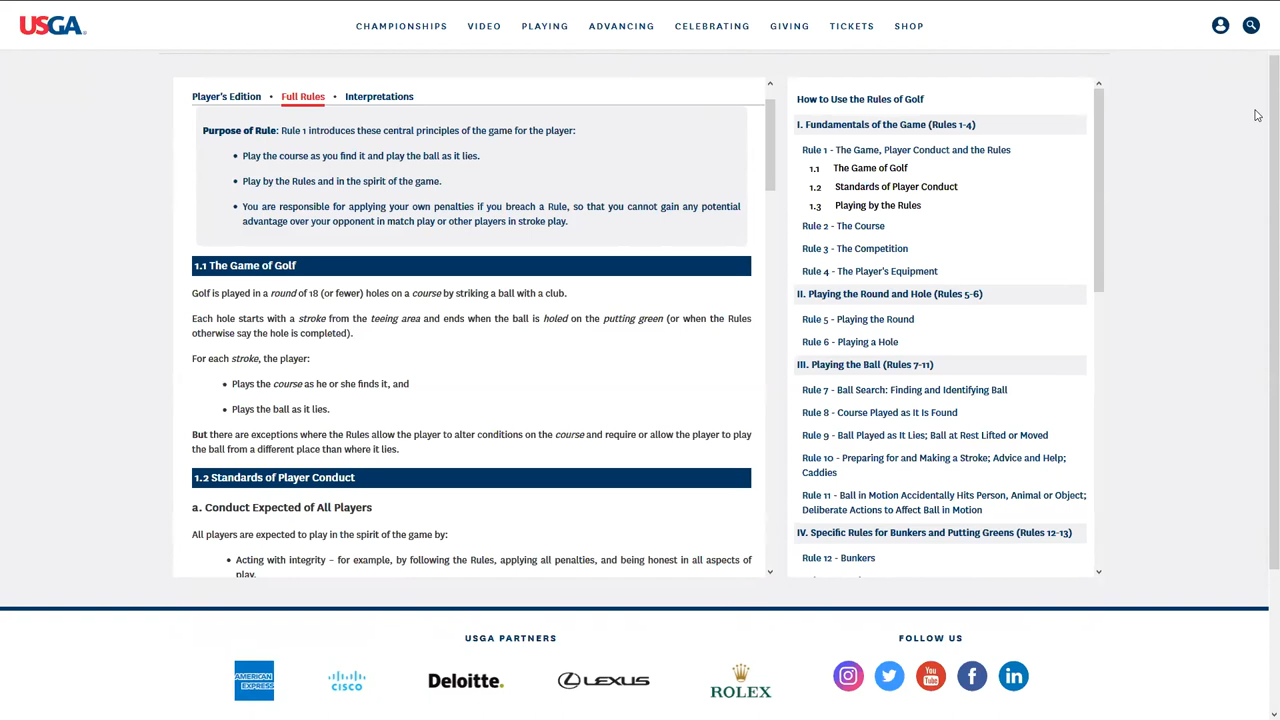 USGA
CHAMPIONSHIPS VIDEO PLAYING ADVANCING CELEBRATING GIVING TICKETS SHOP
Player's Edition • Full Rules • Interpretations
Purpose of Rule: Rule 1 introduces these central principles of the game for the player:
• Play the course as you find it and play the ball as it lies.
• Play by the Rules and in the spirit of the game.
• You are responsible for applying your own penalties if you breach a Rule, so that you cannot gain any potential
advantage over your opponent in match play or other players in stroke play.
1.1 The Game of Golf
Golf is played in a round of 18 (or fewer) holes on a course by striking a ball with a club.
Each hole starts with a stroke from the teeing area and ends when the ball is holed on the putting green (or when the Rules
otherwise say the hole is completed).
For each stroke, the player:
• Plays the course as he or she finds it, and
• Plays the ball as it lies.
But there are exceptions where the Rules allow the player to alter conditions on the course and require or allow the player to play
the ball from a different place than where it lies.
1.2 Standards of Player Conduct
a. Conduct Expected of All Players
All players are expected to play in the spirit of the game by:
• Acting with integrity – for example, by following the Rules, applying all penalties, and being honest in all aspects of
play.
How to Use the Rules of Golf
I. Fundamentals of the Game (Rules 1-4)
Rule 1 - The Game, Player Conduct and the Rules
1.1 The Game of Golf
1.2 Standards of Player Conduct
1.3 Playing by the Rules
Rule 2 - The Course
Rule 3 - The Competition
Rule 4 - The Player's Equipment
II. Playing the Round and Hole (Rules 5-6)
Rule 5 - Playing the Round
Rule 6 - Playing a Hole
III. Playing the Ball (Rules 7-11)
Rule 7 - Ball Search: Finding and Identifying Ball
Rule 8 - Course Played as It Is Found
Rule 9 - Ball Played as It Lies; Ball at Rest Lifted or Moved
Rule 10 - Preparing for and Making a Stroke; Advice and Help;
Caddies
Rule 11 - Ball in Motion Accidentally Hits Person, Animal or Object;
Deliberate Actions to Affect Ball in Motion
IV. Specific Rules for Bunkers and Putting Greens (Rules 12-13)
Rule 12 - Bunkers
USGA PARTNERS
AMERICAN
EXPRESS
CISCO
Deloitte.
LEXUS
ROLEX
FOLLOW US
You
Tube
f
in